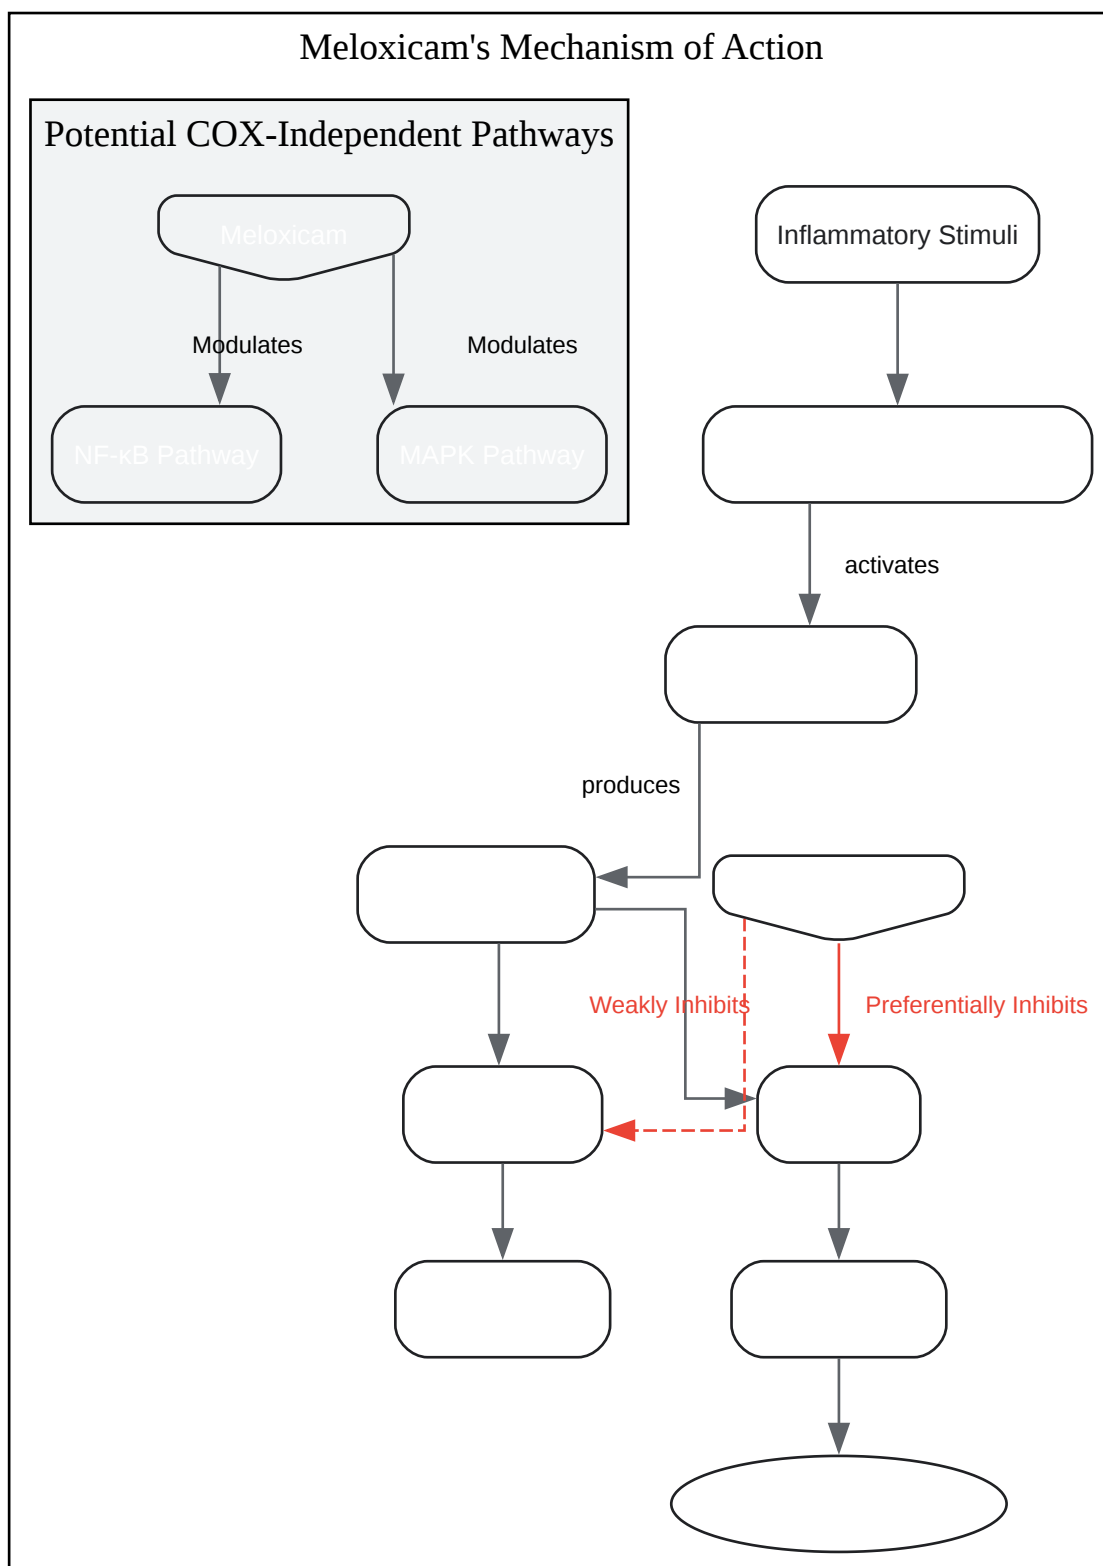 Meloxicam's Mechanism of Action
Potential COX-Independent Pathways
Meloxicam
Inflammatory Stimuli
Modulates
Modulates
NF-κB Pathway
MAPK Pathway
activates
produces
Weakly Inhibits
Preferentially Inhibits